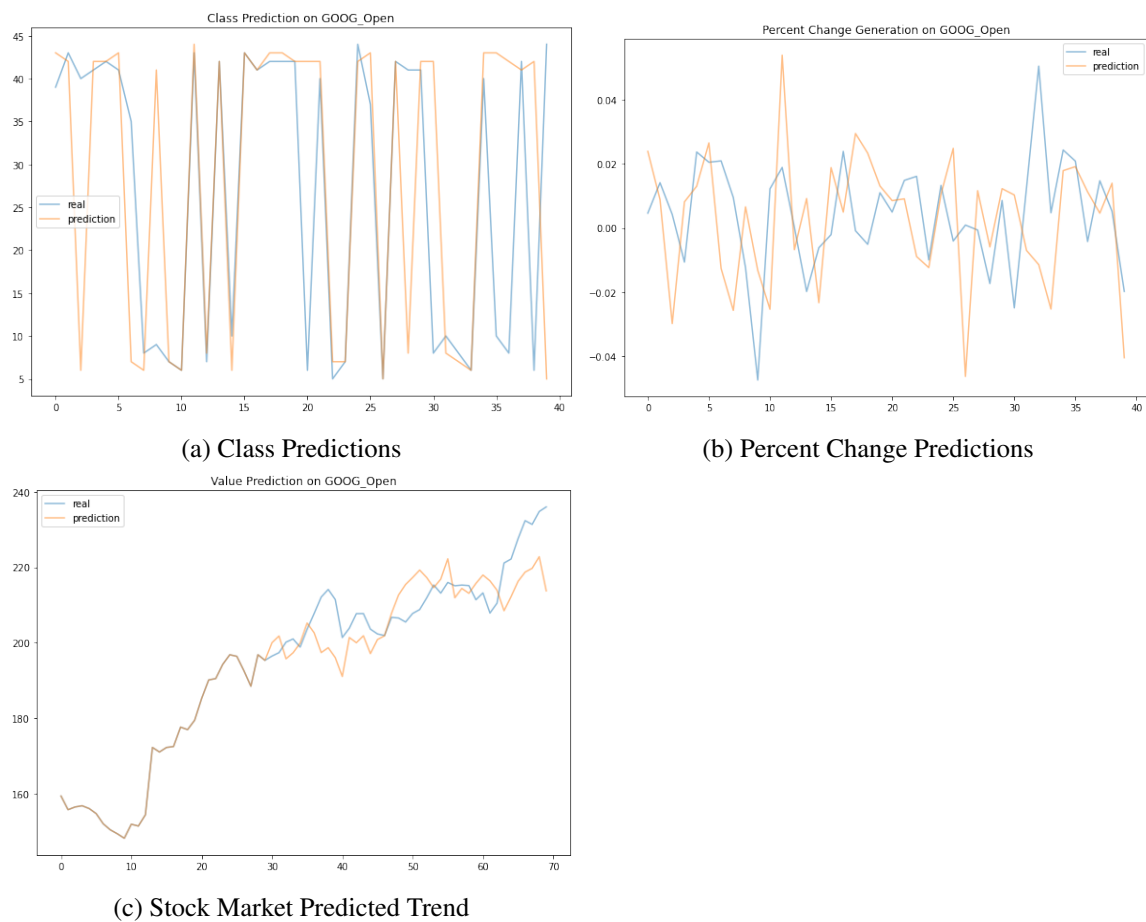 Class Prediction on GOOG_Open
45
40
35
30
25
20
15
10
5
real
prediction
0 5 10 15 20 25 30 35 40
(a) Class Predictions
Percent Change Generation on GOOG_Open
real
prediction
0.04
0.02
0.00
−0.02
−0.04
0 5 10 15 20 25 30 35 40
(b) Percent Change Predictions
Value Prediction on GOOG_Open
240
220
200
180
160
real
prediction
0 10 20 30 40 50 60 70
(c) Stock Market Predicted Trend